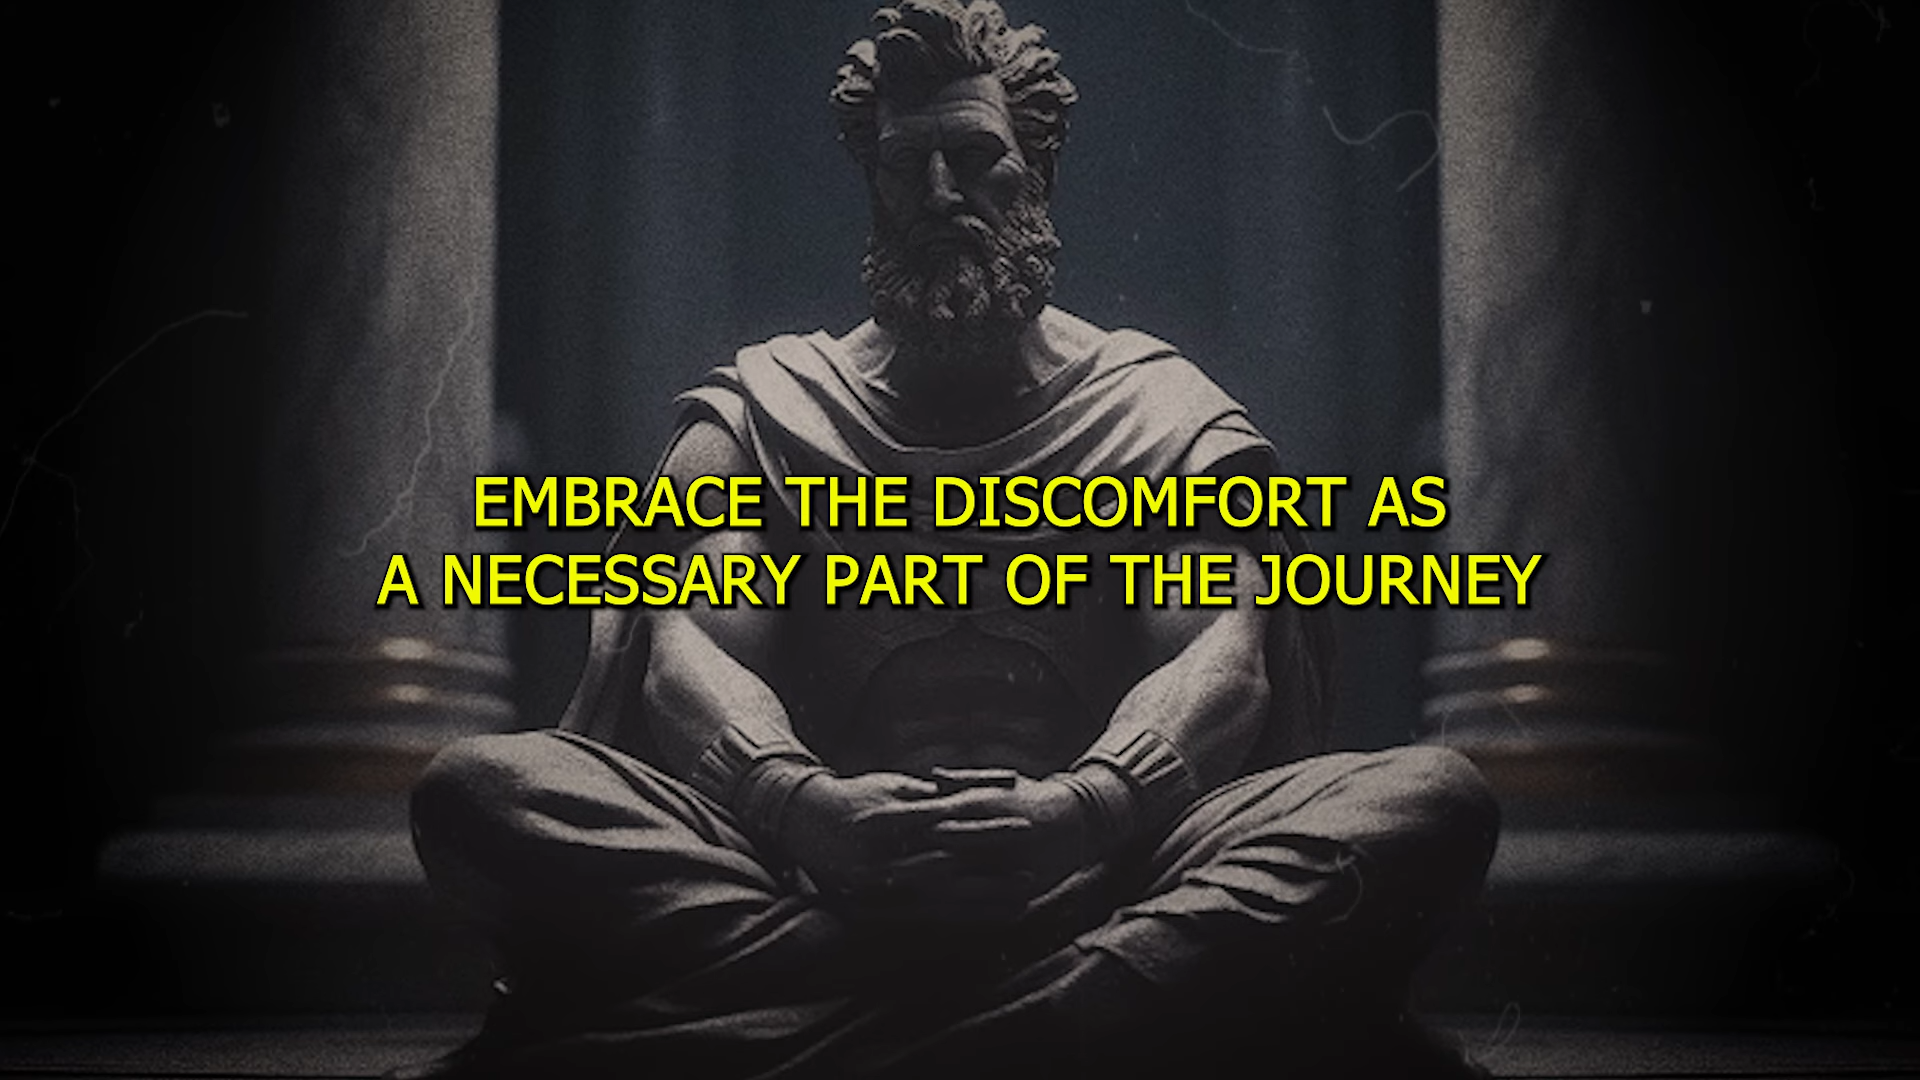 EMBRACE THE DISCOMFORT AS
A NECESSARY PART OF THE JOURNEY